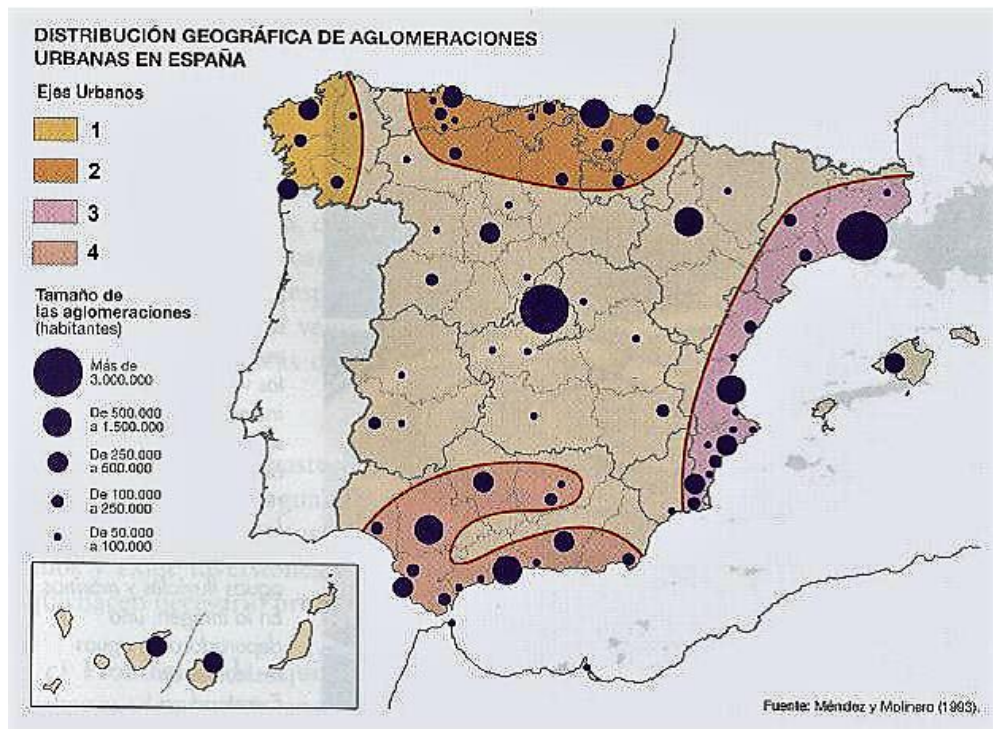 DISTRIBUCIÓN GEOGRÁFICA DE AGLOMERACIONES
URBANAS EN ESPAÑA
Ejes Urbanos
1
2
3
4
Tamaño de
las aglomeraciones
(habitantes)
Más de
3.000.000
De 500.000
a 1.500.000
De 250.000
a 500.000
De 100.000
a 250.000
De 50.000
a 100.000
Fuente: Méndez y Molinero (1993).